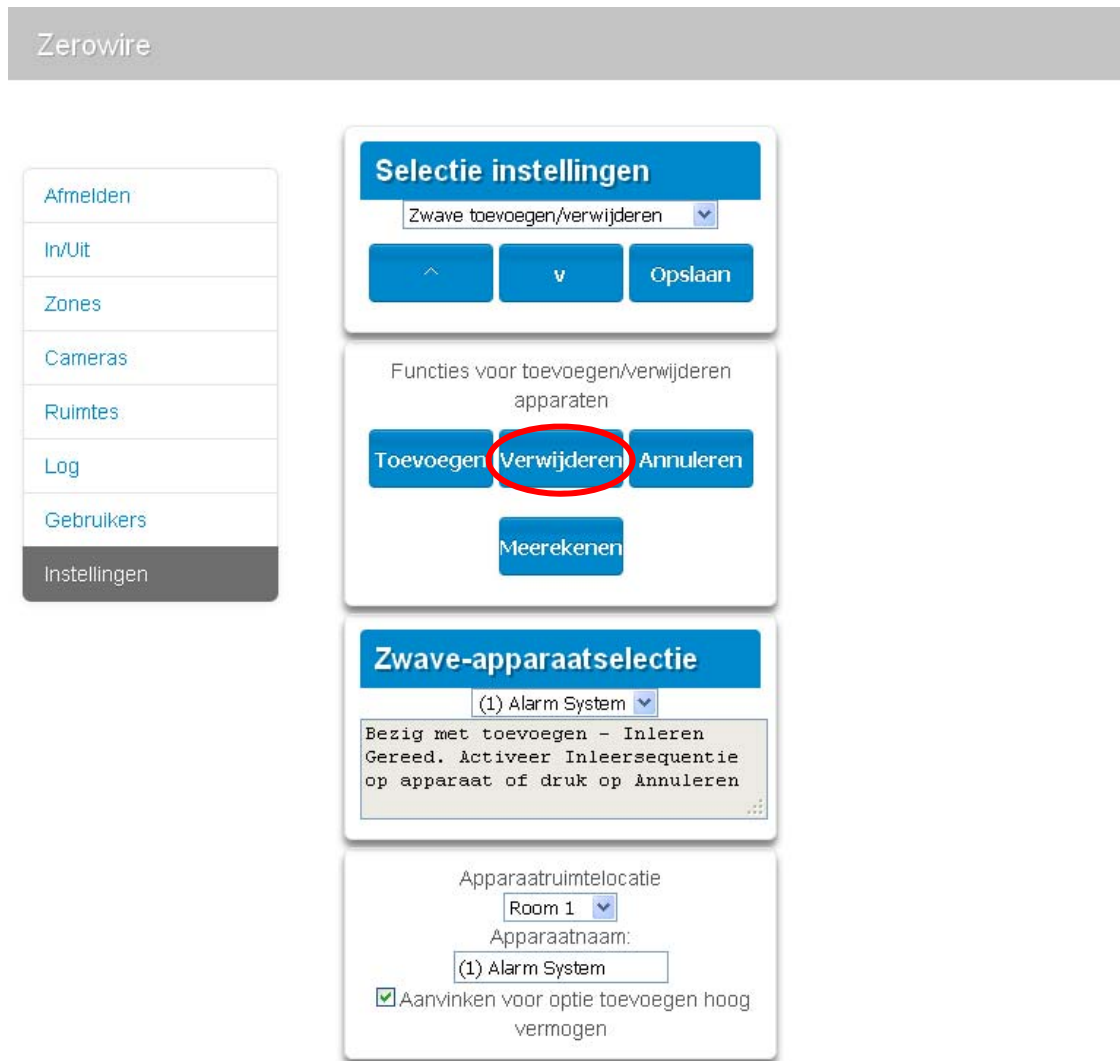 Zerowire
Afmelden
In/Uit
Zones
Cameras
Ruimtes
Log
Gebruikers
Instellingen
Selectie instellingen
Zwave toevoegen/verwijderen
^ v Opslaan
Functies voor toevoegen/verwijderen
apparaten
Toevoegen Verwijderen Annuleren
Meerekenen
Zwave-apparaatselectie
(1) Alarm System
Bezig met toevoegen - Inleren
Gereed. Activeer Inleersequentie
op apparaat of druk op Annuleren
Apparaatruimtelocatie
Room 1
Apparaatnaam:
(1) Alarm System
Aanvinken voor optie toevoegen hoog
vermogen